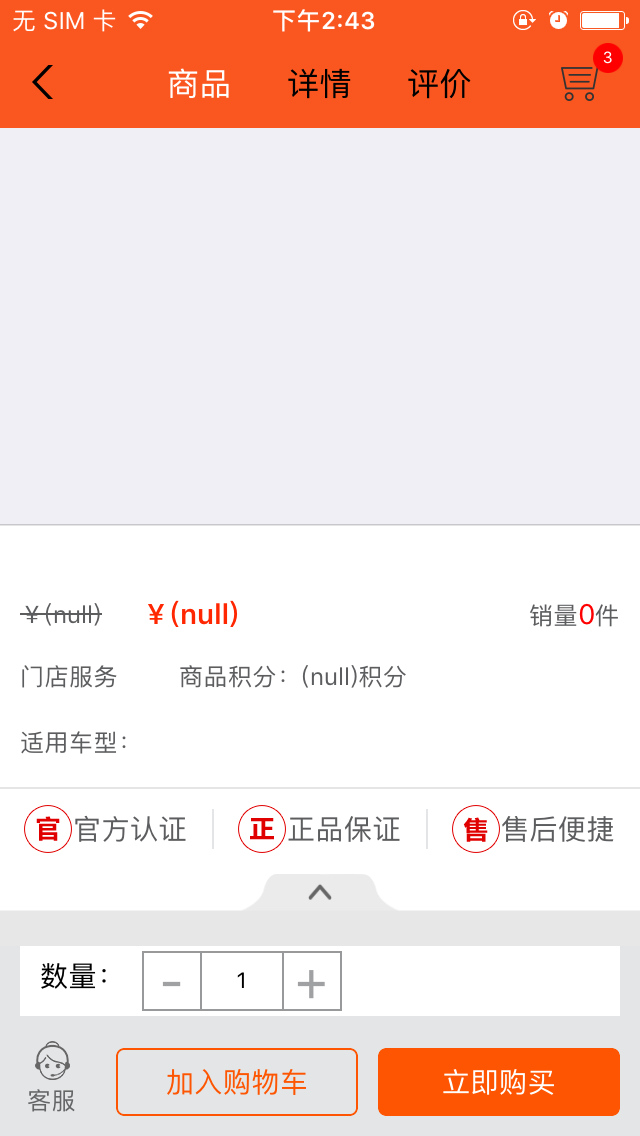 无 SIM 卡 下午2:43
商品 详情 评价 3
¥(null) ¥(null) 销量0件
门店服务 商品积分：(null)积分
适用车型：
官 官方认证 正 正品保证 售 售后便捷
数量： - 1 +
客服 加入购物车 立即购买